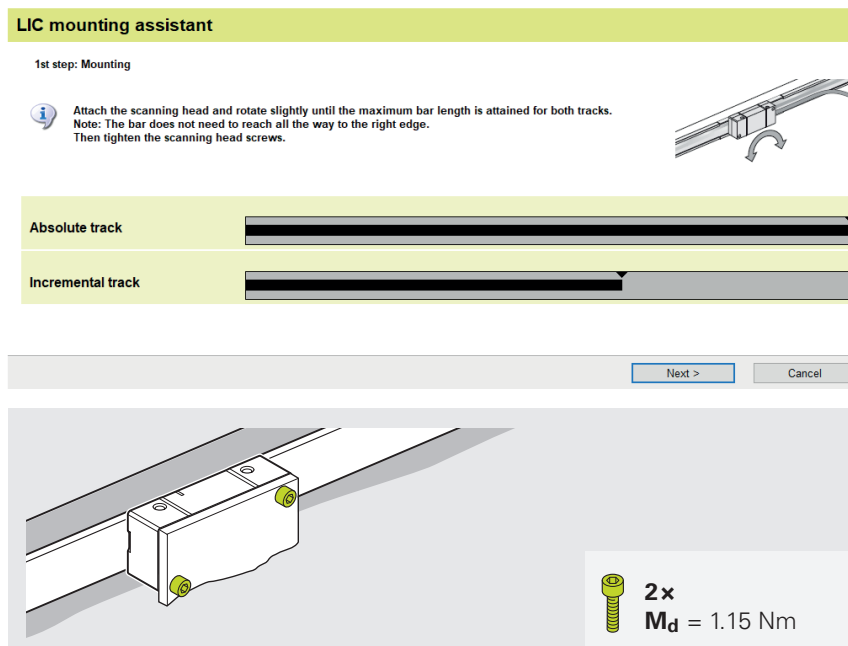 LIC mounting assistant
1st step: Mounting
Attach the scanning head and rotate slightly until the maximum bar length is attained for both tracks.
Note: The bar does not need to reach all the way to the right edge.
Then tighten the scanning head screws.
Absolute track
Incremental track
Next >
Cancel
2×
Md = 1.15 Nm